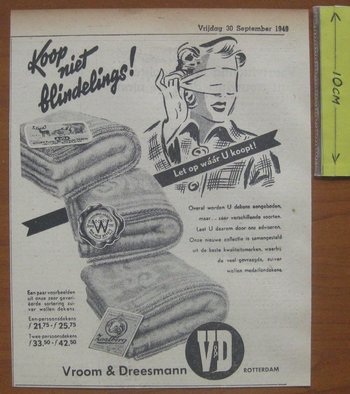 Vrijdag 30 September 1949
Koop
niet
blindelings!
Let op wáár U koopt!
Overal worden U dekens aangeboden,
maar... zéér verschillende soorten.
Laat U daarom door ons adviseren.
Onze nieuwe collectie is samengesteld
uit de beste kwaliteitsmerken, waarbij
de veel gevraagde, zuiver
wollen medaillondekens.
W
Een paar voorbeelden
uit onze zeer gevari-
eerde sortering zui-
ver wollen dekens.
Een-persoonsdekens
f 21,75 - f 25,75
Twee-persoonsdekens
f 33,50 - f 42,50
Zaalberg
V&D
Vroom & Dreesmann
ROTTERDAM
10CM